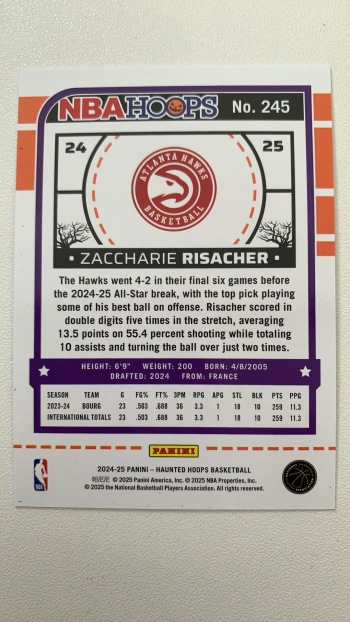 NBA HOOPS No. 245
24 25
ATLANTA HAWKS
BASKETBALL
• ZACCHARIE RISACHER •
The Hawks went 4-2 in their final six games before
the 2024-25 All-Star break, with the top pick playing
some of his best ball on offense. Risacher scored in
double digits five times in the stretch, averaging
13.5 points on 55.4 percent shooting while totaling
10 assists and turning the ball over just two times.
HEIGHT: 6'9" WEIGHT: 200 BORN: 4/8/2005
DRAFTED: 2024 FROM: FRANCE
SEASON TEAM G FG% FT% 3PM RPG APG STL BLK PTS PPG
2023-24 BOURG 23 .503 .688 36 3.3 1 18 10 259 11.3
INTERNATIONAL TOTALS 23 .503 .688 36 3.3 1 18 10 259 11.3
PANINI
2024-25 PANINI – HAUNTED HOOPS BASKETBALL
帕尼尼 © 2025 Panini America, Inc. © 2025 NBA Properties, Inc.
© 2025 the National Basketball Players Association. All rights reserved.
NBA